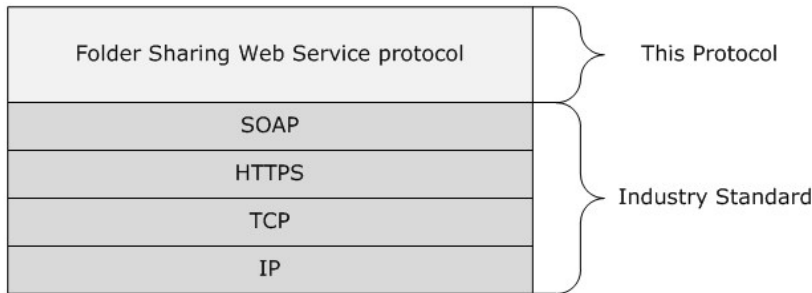 Folder Sharing Web Service protocol
This Protocol
SOAP
HTTPS
TCP
IP
Industry Standard